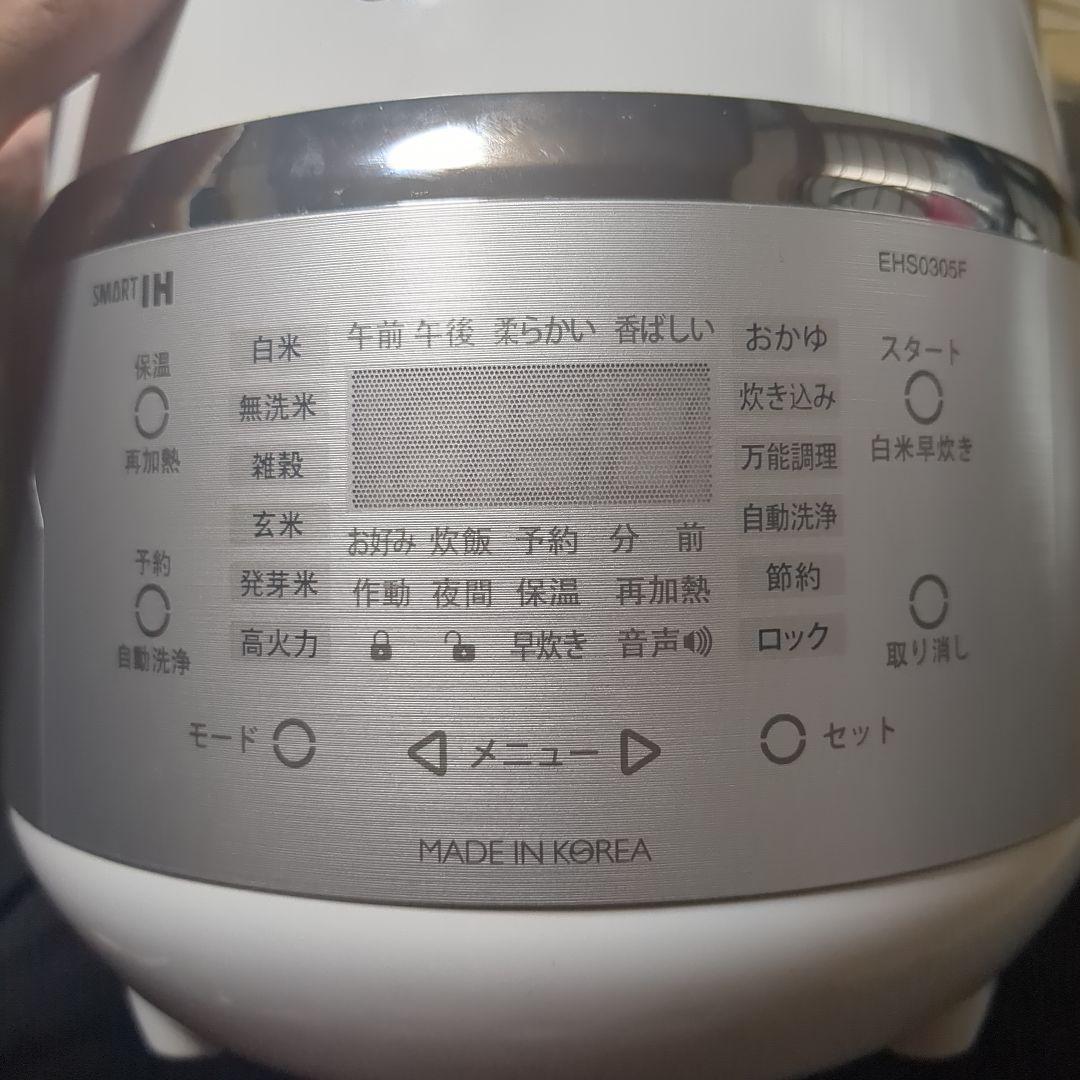 SMART IH
EHS0305F
保温
再加熱
予約
自動洗浄
白米
無洗米
雑穀
玄米
発芽米
高火力
午前 午後 柔らかい 香ばしい
お好み 炊飯 予約 分 前
作動 夜間 保温 再加熱
早炊き 音声
おかゆ
炊き込み
万能調理
自動洗浄
節約
ロック
スタート
白米早炊き
取り消し
モード
メニュー
セット
MADE IN KOREA